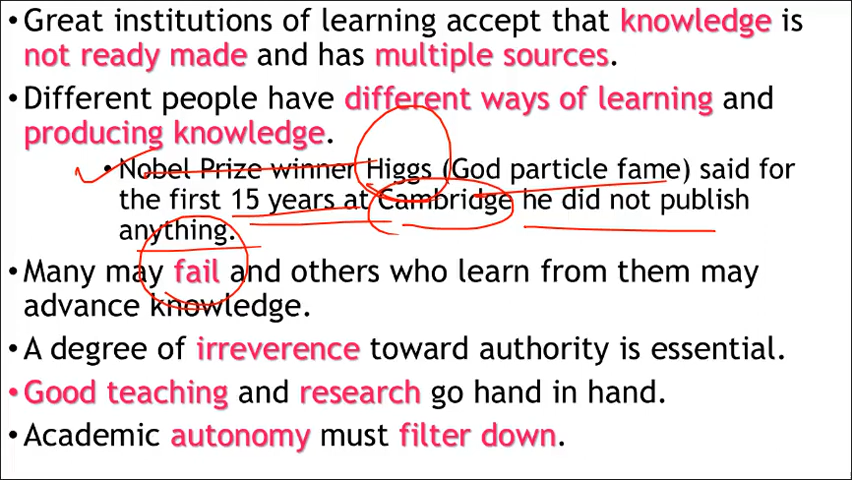 • Great institutions of learning accept that knowledge is
not ready made and has multiple sources.
• Different people have different ways of learning and
producing knowledge.
• Nobel Prize winner Higgs (God particle fame) said for
the first 15 years at Cambridge he did not publish
anything.
• Many may fail and others who learn from them may
advance knowledge.
• A degree of irreverence toward authority is essential.
• Good teaching and research go hand in hand.
• Academic autonomy must filter down.